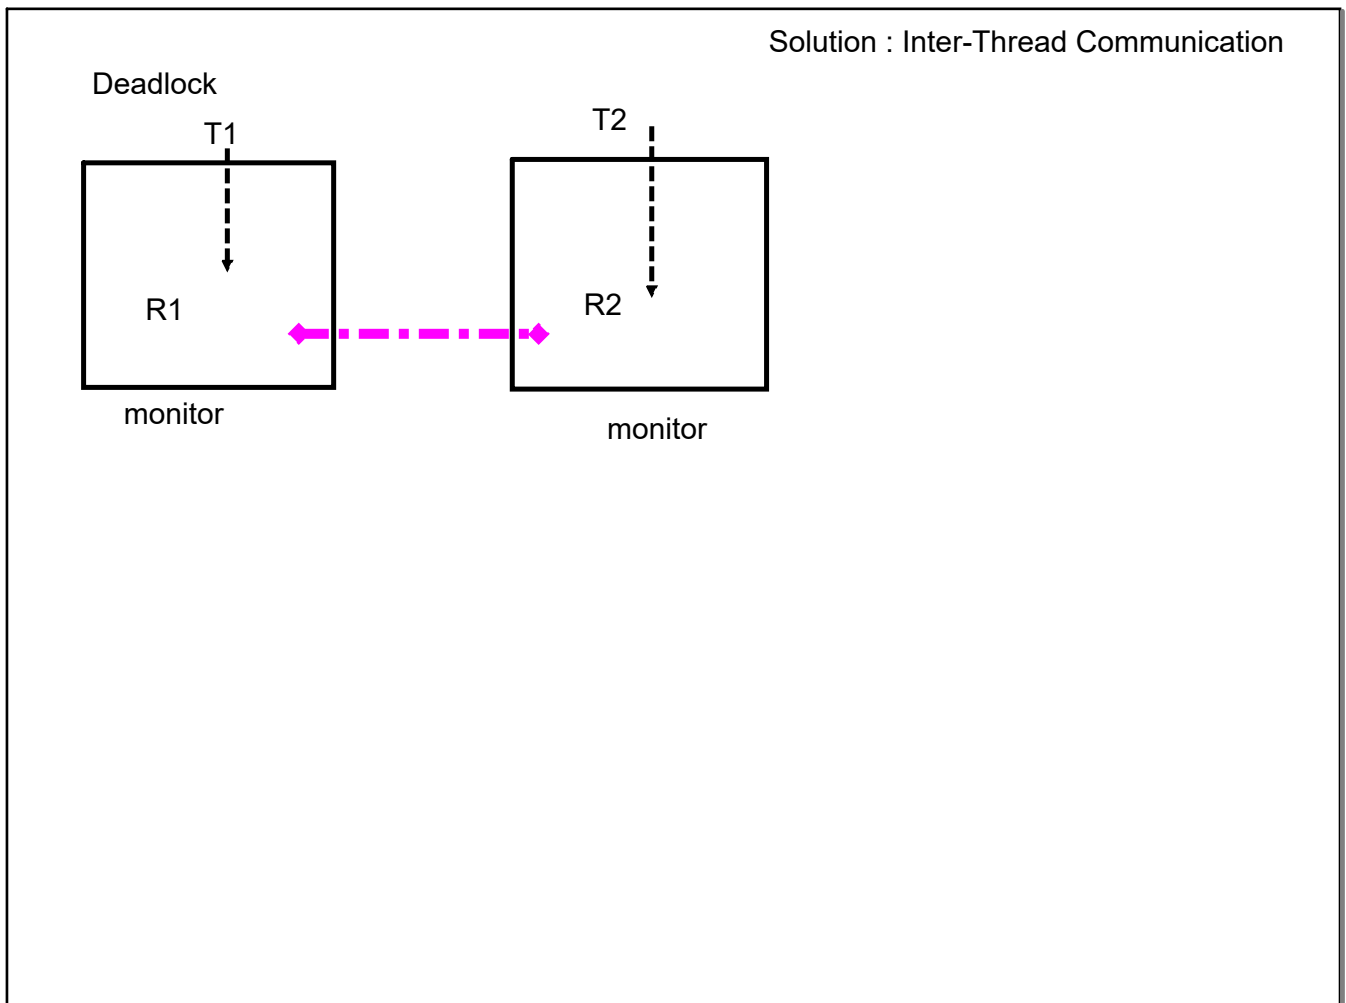 Solution : Inter-Thread Communication
Deadlock
T1
T2
R1
R2
monitor
monitor